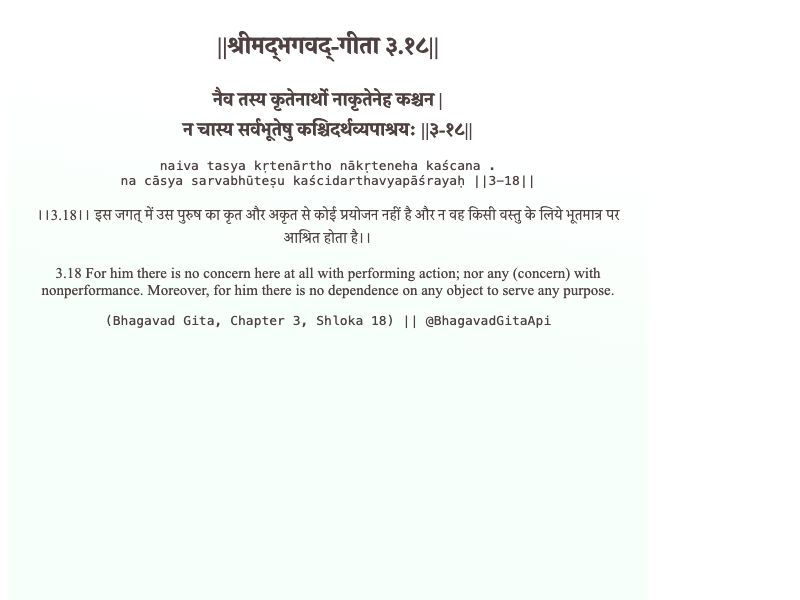 ||श्रीमद्‍भगवद्‍-गीता ३.१८||
नैव तस्य कृतेनार्थो नाकृतेनेह कश्चन |
न चास्य सर्वभूतेषु कश्चिदर्थव्यपाश्रयः ||३-१८||
naiva tasya kṛtenārtho nākṛteneha kaścana .
na cāsya sarvabhūteṣu kaścidarthavyapāśrayaḥ ||3-18||
।।3.18।। इस जगत् में उस पुरुष का कृत और अकृत से कोई प्रयोजन नहीं है और न वह किसी वस्तु के लिये भूतमात्र पर
आश्रित होता है।।
3.18 For him there is no concern here at all with performing action; nor any (concern) with
nonperformance. Moreover, for him there is no dependence on any object to serve any purpose.
(Bhagavad Gita, Chapter 3, Shloka 18) || @BhagavadGitaApi